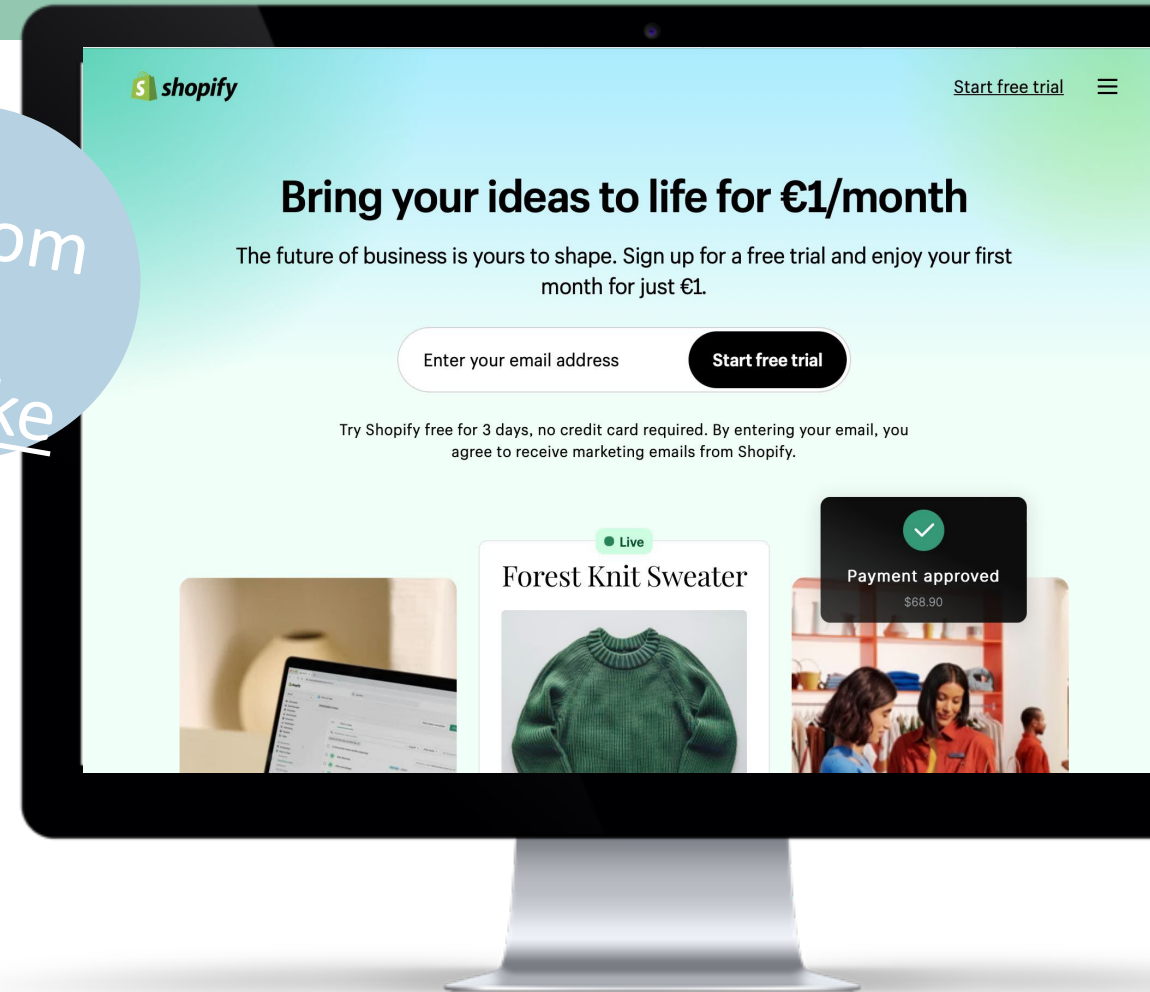 shopify
Start free trial
Bring your ideas to life for €1/month
The future of business is yours to shape. Sign up for a free trial and enjoy your first
month for just €1.
Enter your email address
Start free trial
Try Shopify free for 3 days, no credit card required. By entering your email, you
agree to receive marketing emails from Shopify.
Live
Forest Knit Sweater
Payment approved
$68.90